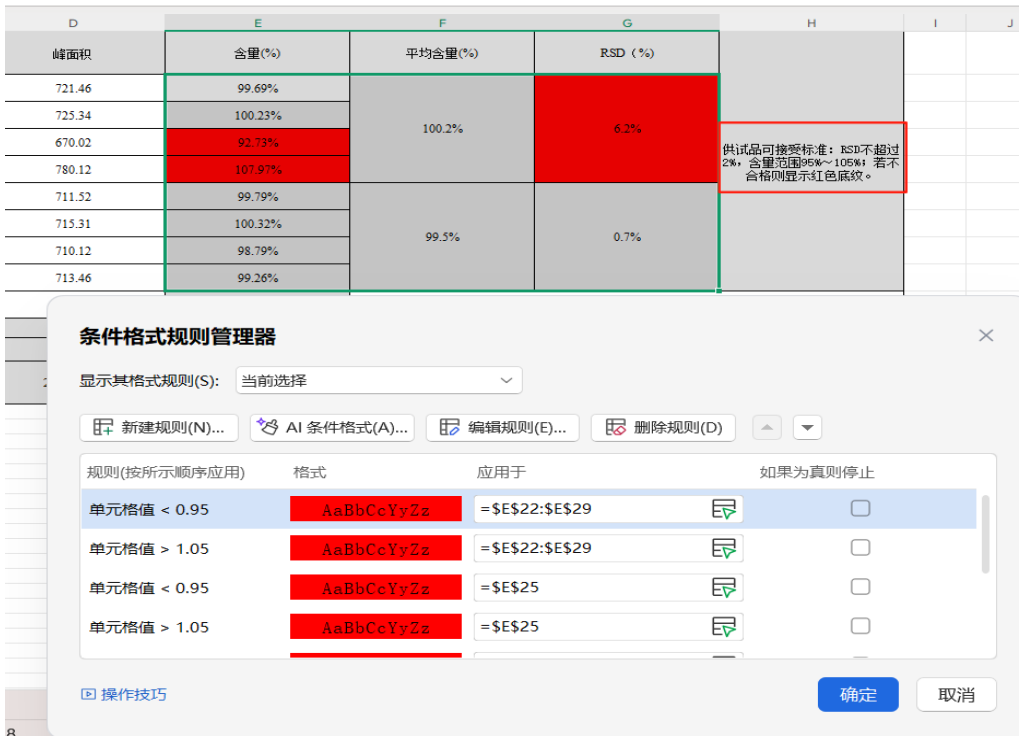 D E F G H I J
峰面积 含量(%) 平均含量(%) RSD（%）
721.46 99.69%
725.34 100.23%
100.2% 6.2%
670.02 92.73%
供试品可接受标准：RSD不超过
2%，含量范围95%～105%；若不
合格则显示红色底纹。
780.12 107.97%
711.52 99.79%
715.31 100.32%
99.5% 0.7%
710.12 98.79%
713.46 99.26%
条件格式规则管理器
显示其格式规则(S): 当前选择
新建规则(N)... AI 条件格式(A)... 编辑规则(E)... 删除规则(D)
规则(按所示顺序应用) 格式 应用于 如果为真则停止
单元格值 < 0.95 AaBbCcYyZz =$E$22:$E$29
单元格值 > 1.05 AaBbCcYyZz =$E$22:$E$29
单元格值 < 0.95 AaBbCcYyZz =$E$25
单元格值 > 1.05 AaBbCcYyZz =$E$25
操作技巧 确定 取消
8